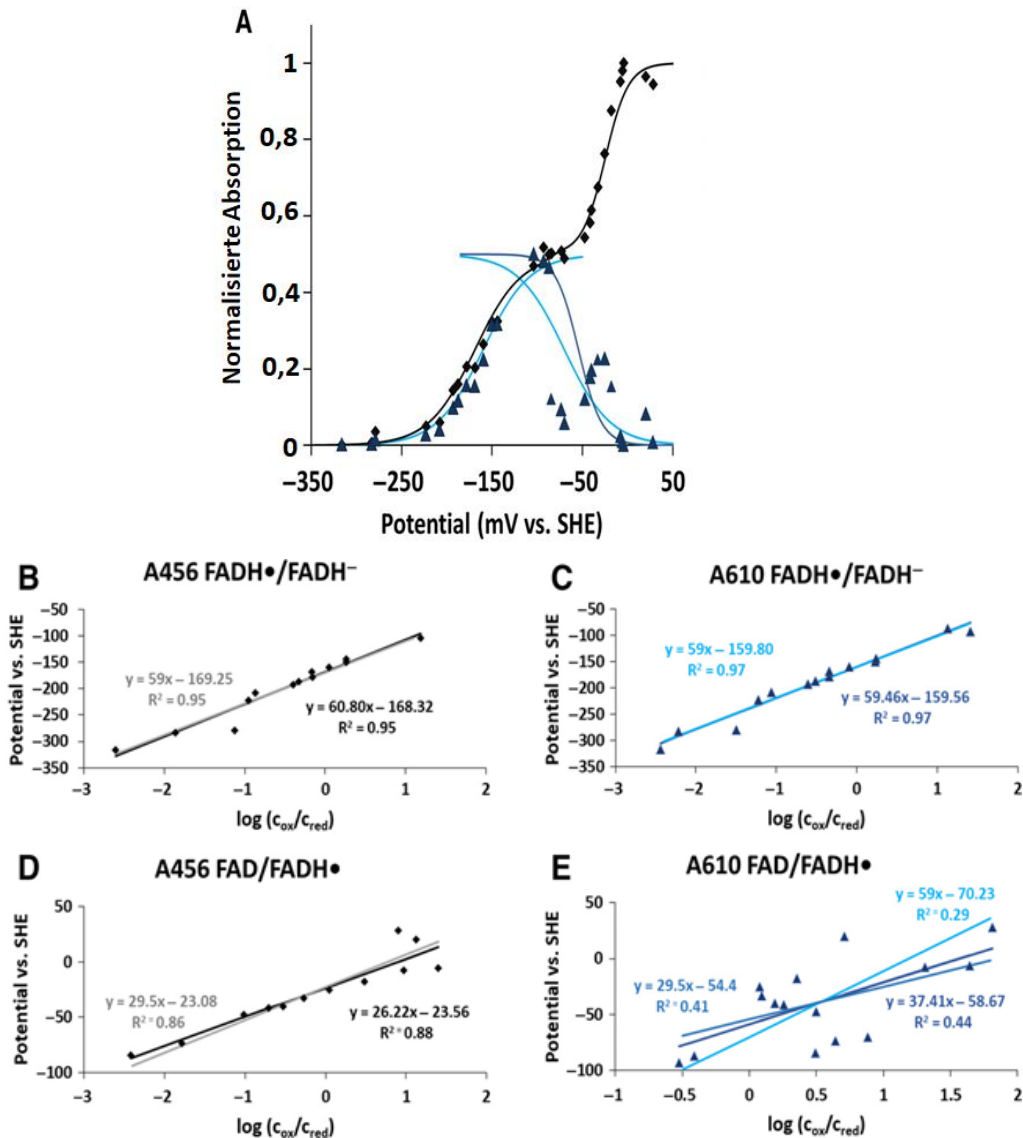 A
Normalisierte Absorption
1
0,8
0,6
0,4
0,2
0
–350
–250
–150
–50
50
Potential (mV vs. SHE)
B
A456 FADH●/FADH⁻
Potential vs. SHE
–50
–100
–150
–200
–250
–300
–350
y = 59x – 169.25
R² = 0.95
y = 60.80x – 168.32
R² = 0.95
–3
–2
–1
0
1
2
log (c_ox/c_red)
C
A610 FADH●/FADH⁻
Potential vs. SHE
–50
–100
–150
–200
–250
–300
–350
y = 59x – 159.80
R² = 0.97
y = 59.46x – 159.56
R² = 0.97
–3
–2
–1
0
1
2
log (c_ox/c_red)
D
A456 FAD/FADH●
Potential vs. SHE
50
0
–50
–100
y = 29.5x – 23.08
R² = 0.86
y = 26.22x – 23.56
R² = 0.88
–3
–2
–1
0
1
2
log (c_ox/c_red)
E
A610 FAD/FADH●
Potential vs. SHE
50
0
–50
–100
y = 59x – 70.23
R² = 0.29
y = 29.5x – 54.4
R² = 0.41
y = 37.41x – 58.67
R² = 0.44
–1
–0.5
0
0.5
1
1.5
2
log (c_ox/c_red)